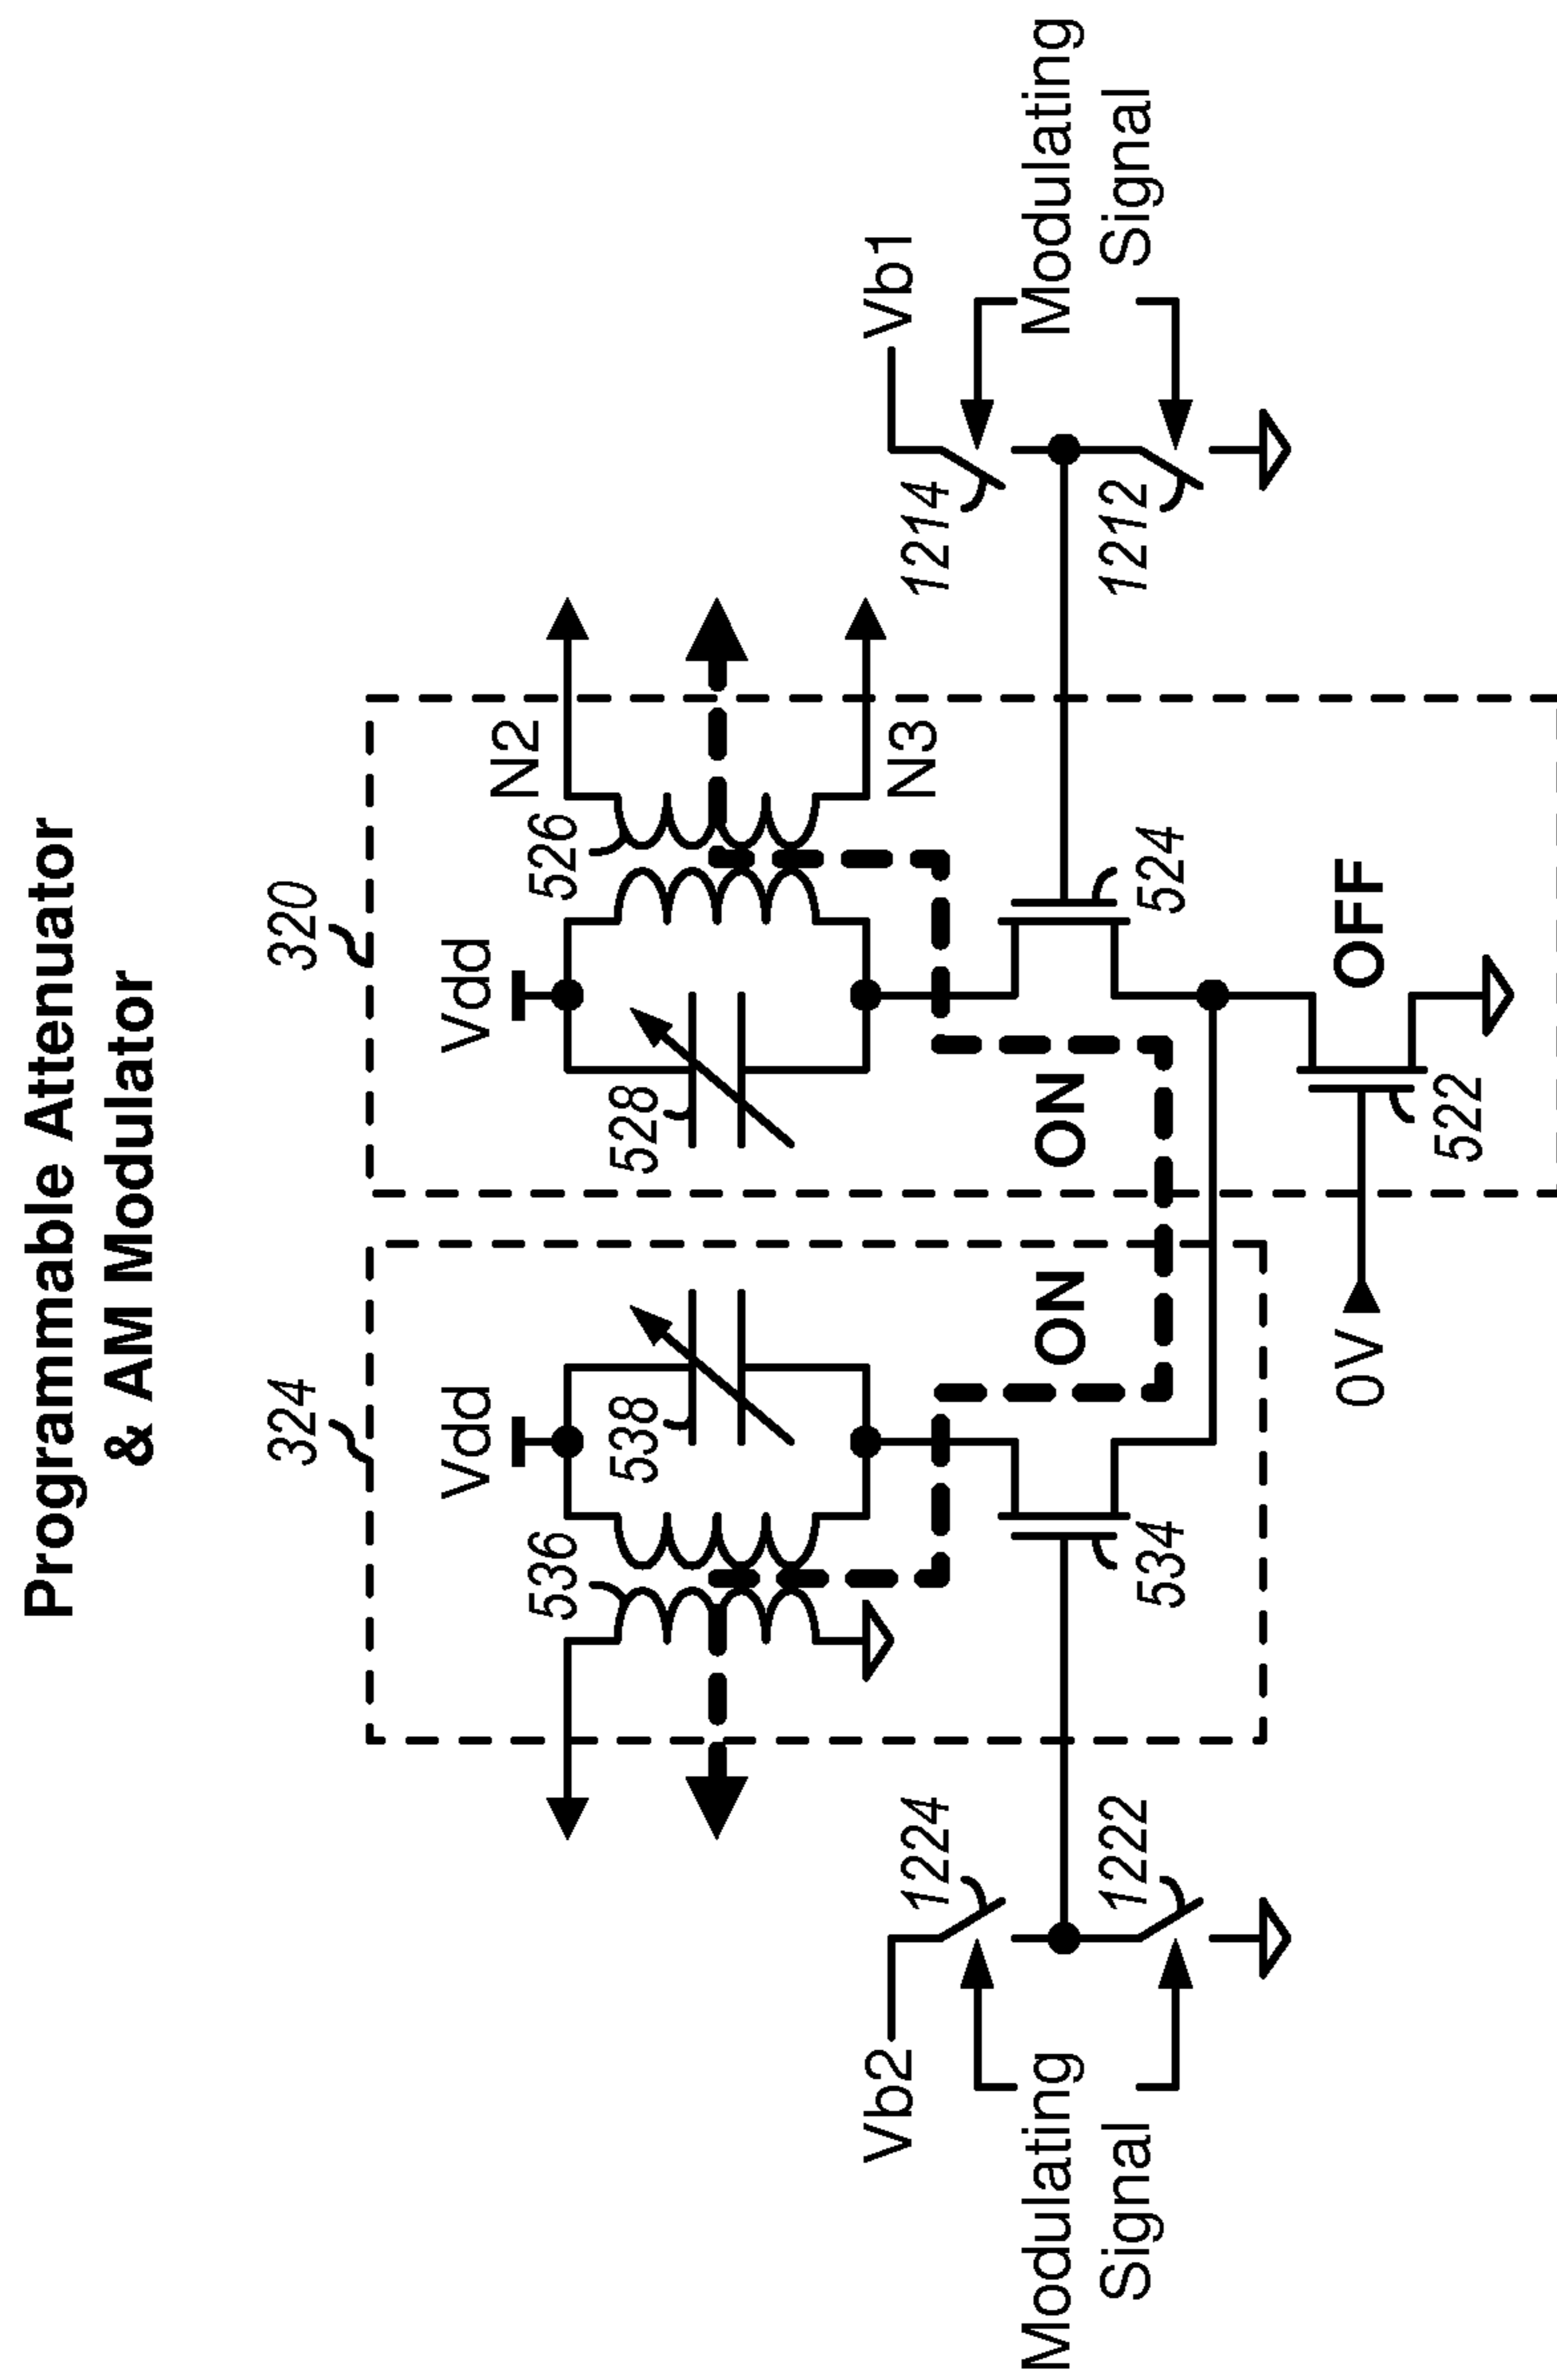 Programmable Attenuator
& AM Modulator
324
320
Vdd
Vdd
536
538
528
526
N2
N3
Vb2
1224
1222
Modulating
Signal
ON
ON
534
524
1214
1212
Vb1
Modulating
Signal
0 V
OFF
522